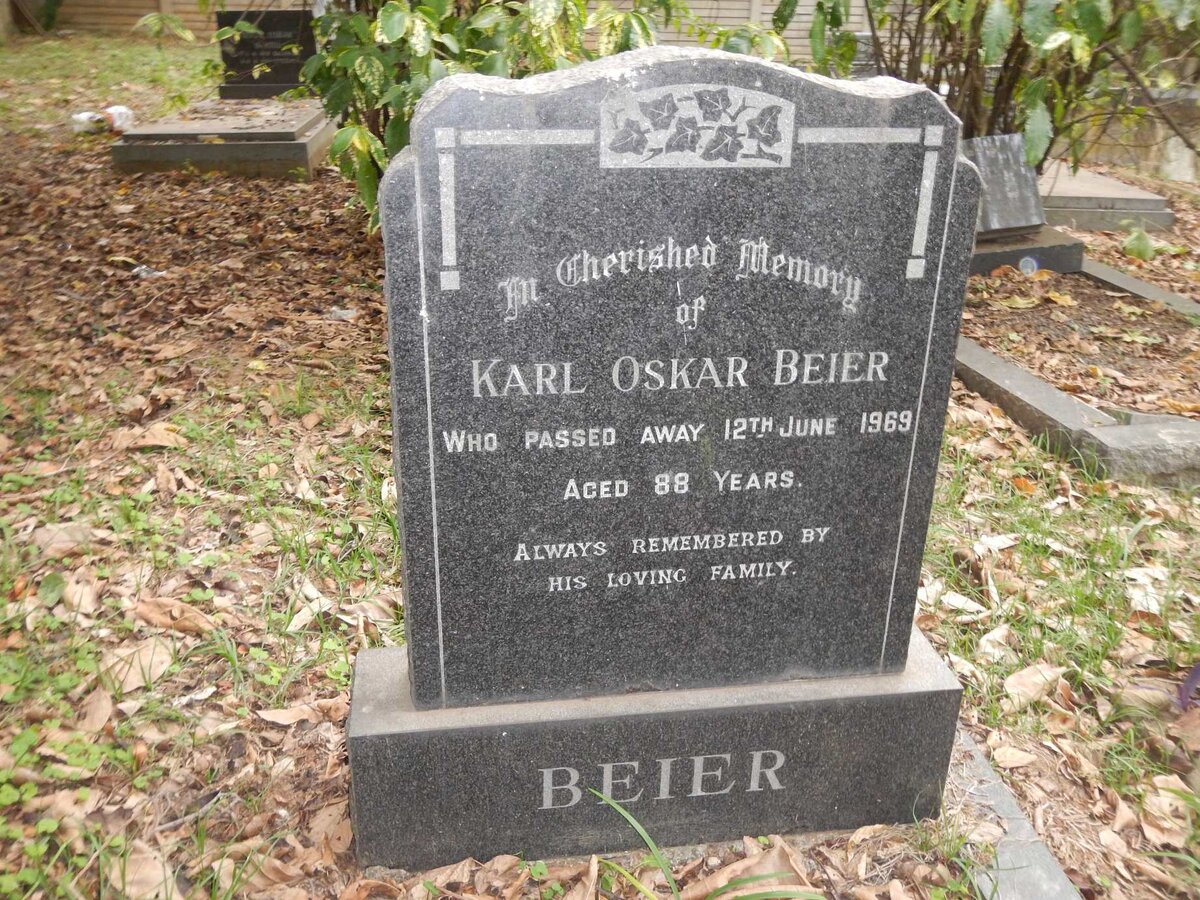 In Cherished Memory
of
KARL OSKAR BEIER
WHO PASSED AWAY 12TH JUNE 1969
AGED 88 YEARS.
ALWAYS REMEMBERED BY
HIS LOVING FAMILY.
BEIER